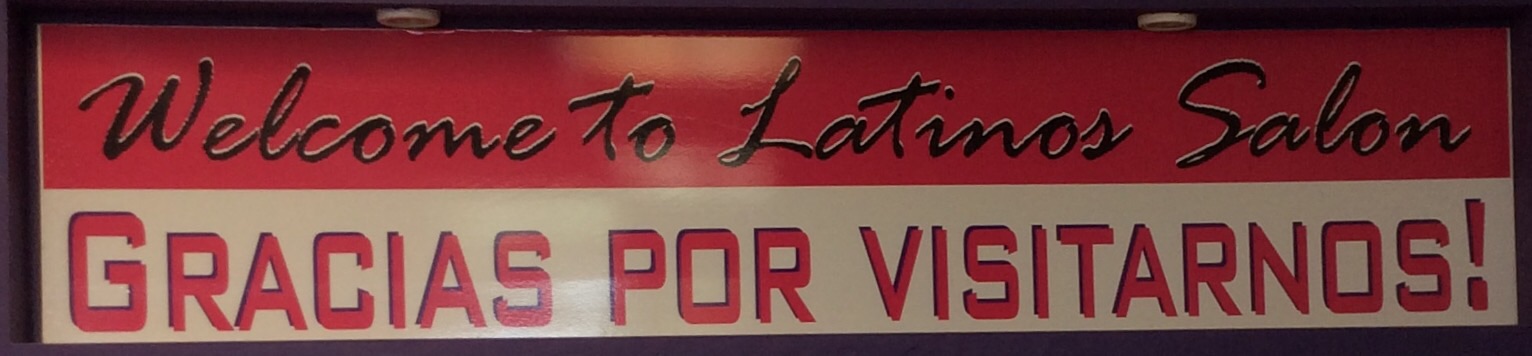 Welcome to Latinos Salon
GRACIAS POR VISITARNOS!